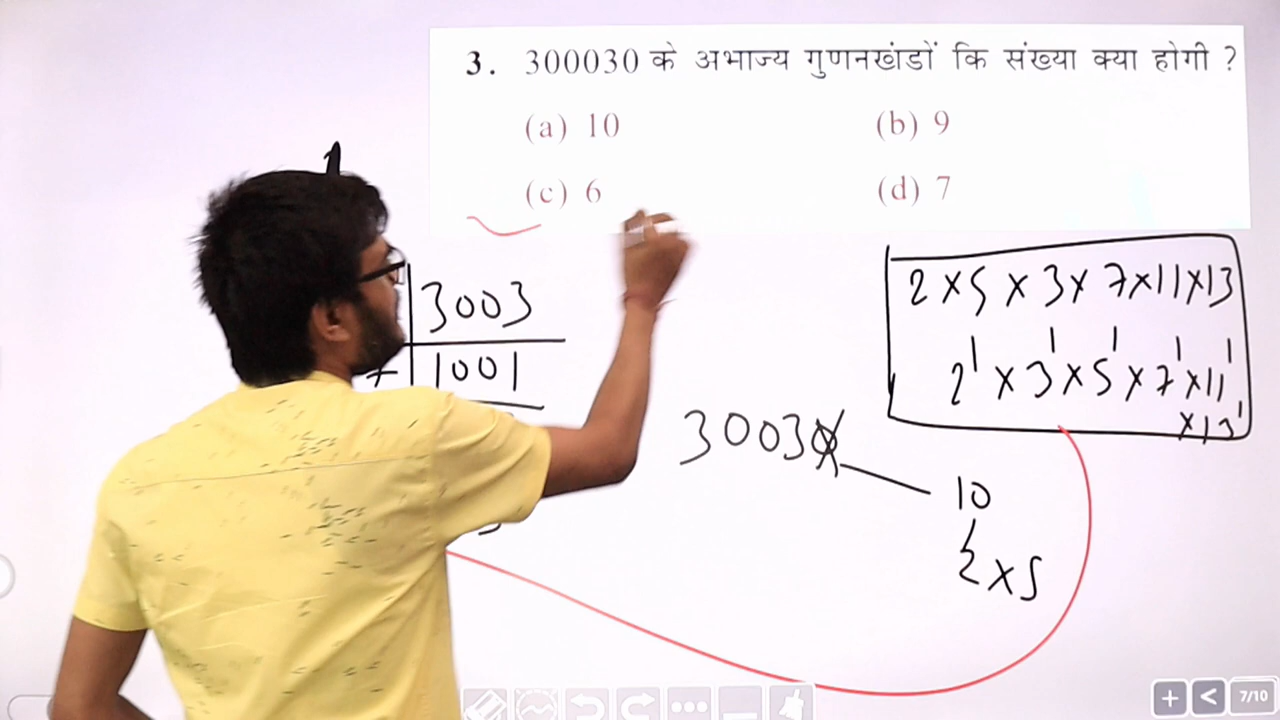 3. 300030 के अभाज्य गुणनखंडों कि संख्या क्या होगी ?
(a) 10 (b) 9
(c) 6 (d) 7
3003
7 1001
2 × 5 × 3 × 7 × 11 × 13
2¹ × 3¹ × 5¹ × 7¹ × 11¹
× 13¹
30030
10
2 × 5
7/10